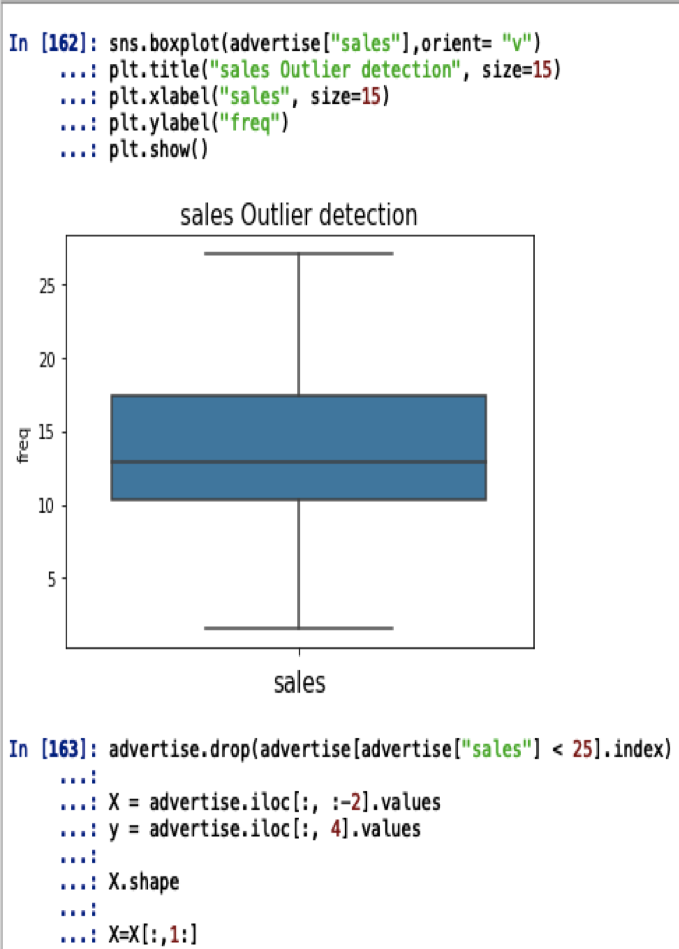 In [162]: sns.boxplot(advertise["sales"],orient= "v")
...: plt.title("sales Outlier detection", size=15)
...: plt.xlabel("sales", size=15)
...: plt.ylabel("freq")
...: plt.show()
sales Outlier detection
25
20
15
10
5
freq
sales
In [163]: advertise.drop(advertise[advertise["sales"] < 25].index)
...:
...: X = advertise.iloc[:, :-2].values
...: y = advertise.iloc[:, 4].values
...:
...: X.shape
...:
...: X=X[:,1:]